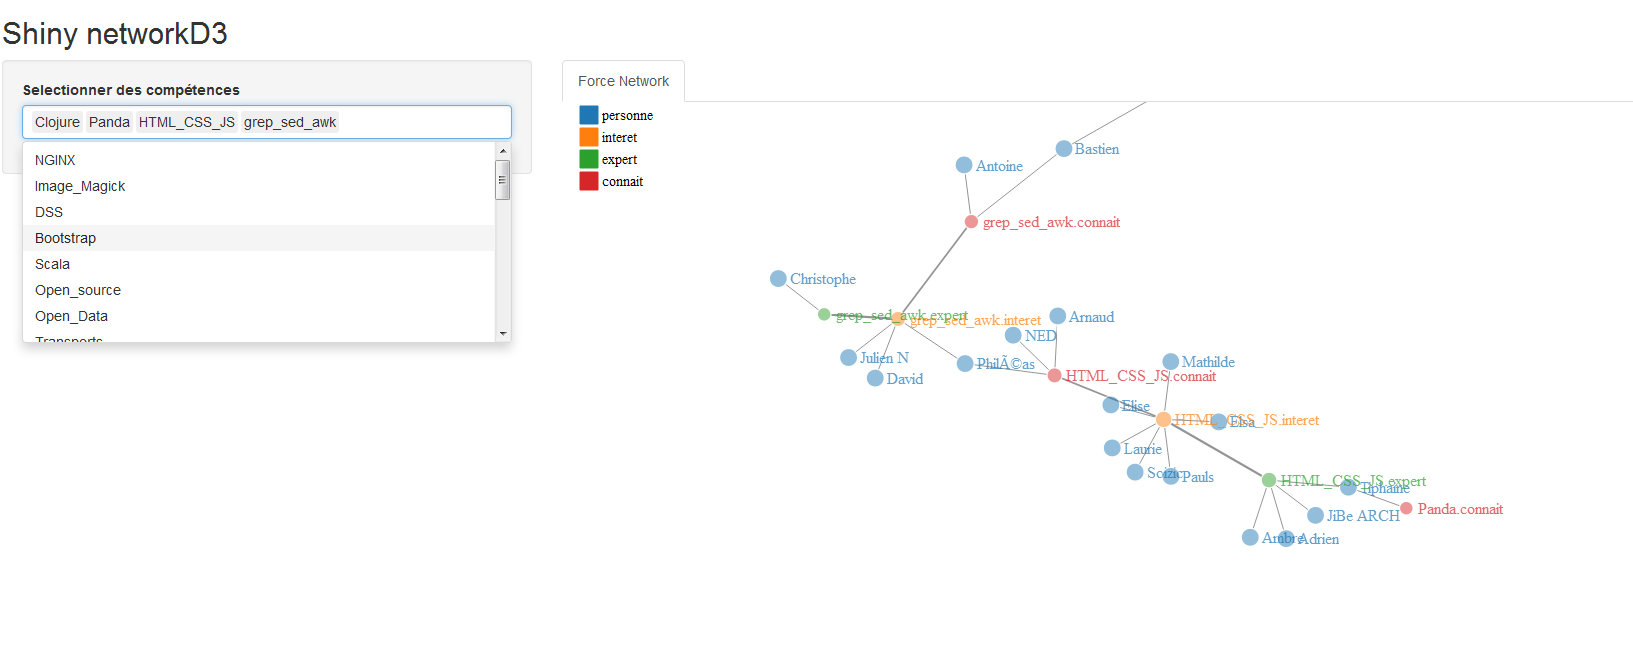 Shiny networkD3
Selectionner des compétences
Clojure Panda HTML_CSS_JS grep_sed_awk
NGINX
Image_Magick
DSS
Bootstrap
Scala
Open_source
Open_Data
Transports
Force Network
personne
interet
expert
connait
Bastien
Antoine
grep_sed_awk.connait
Christophe
grep_sed_awk.expert
grep_sed_awk.interet
Arnaud
NED
Julien N
PhilÃ©as
David
Mathilde
HTML_CSS_JS.connait
Elise
HTML_CSS_JS.interet
Elsa
Laurie
Soizic
Pauls
HTML_CSS_JS.expert
Tiphaine
Panda.connait
JiBe ARCH
Ambre
Adrien